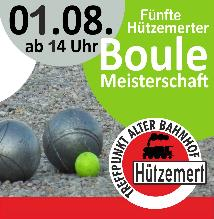 01.08.
ab 14 Uhr
Fünfte
Hützemerter
Boule
Meisterschaft
TREFFPUNKT ALTER BAHNHOF
Hützemert